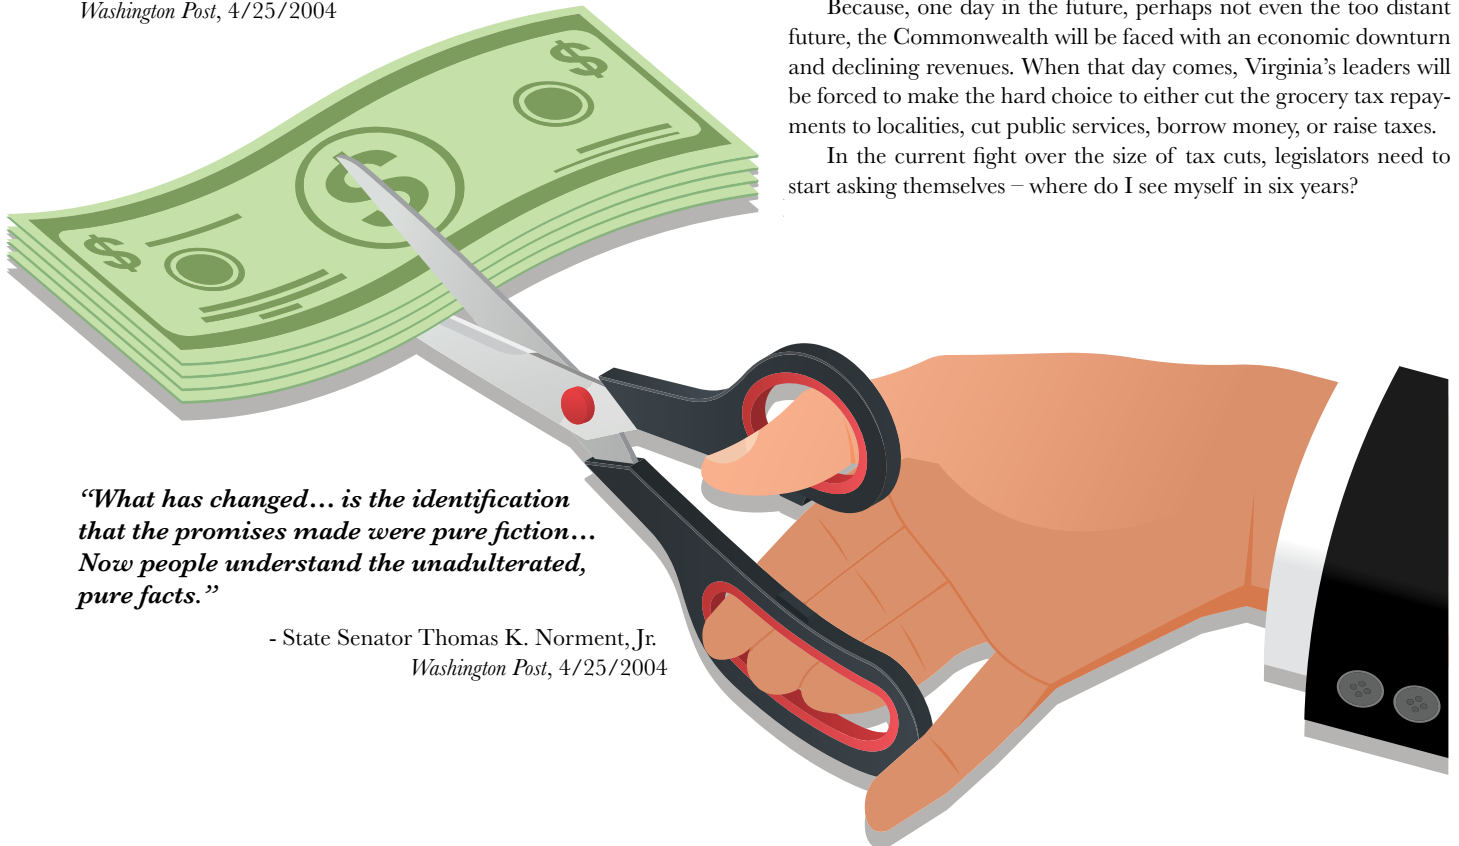 Washington Post, 4/25/2004
“What has changed… is the identification
that the promises made were pure fiction…
Now people understand the unadulterated,
pure facts.”
- State Senator Thomas K. Norment, Jr.
Washington Post, 4/25/2004
Because, one day in the future, perhaps not even the too distant
future, the Commonwealth will be faced with an economic downturn
and declining revenues. When that day comes, Virginia’s leaders will
be forced to make the hard choice to either cut the grocery tax repay-
ments to localities, cut public services, borrow money, or raise taxes.
In the current fight over the size of tax cuts, legislators need to
start asking themselves – where do I see myself in six years?